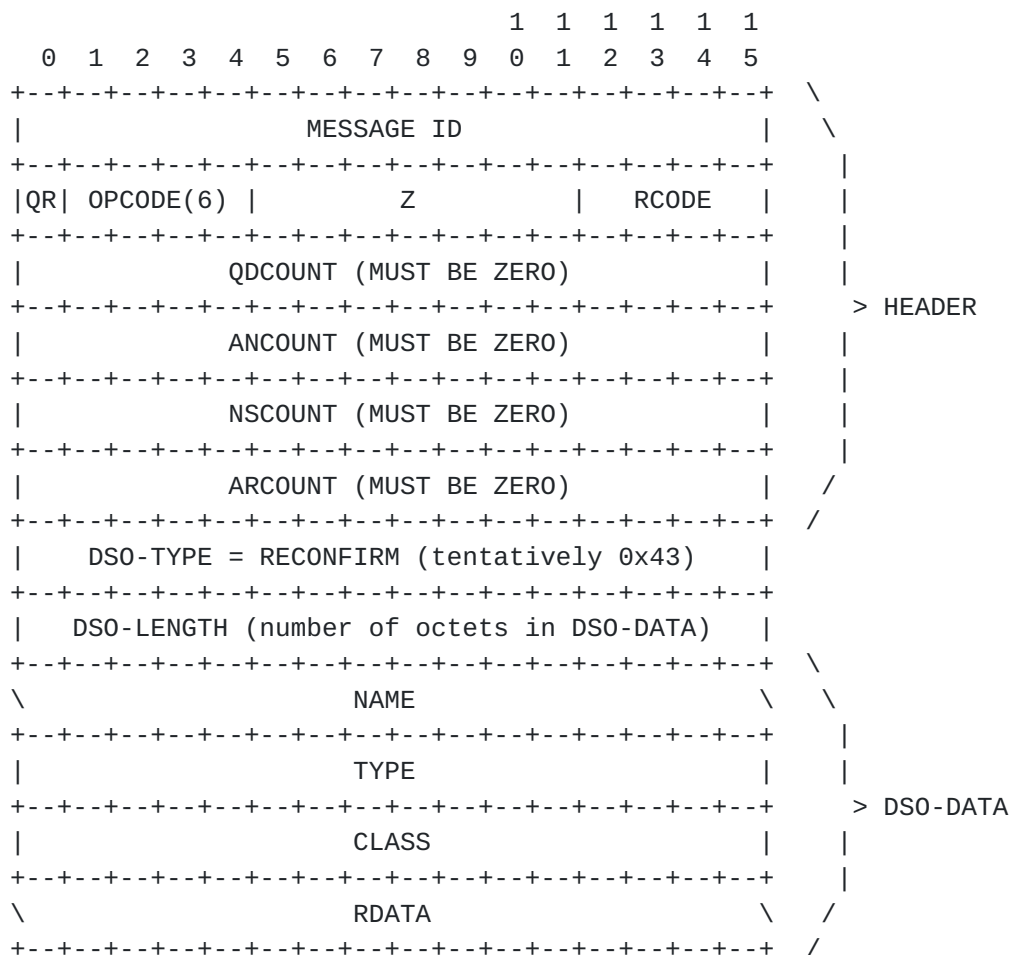 1  1  1  1  1  1
   0  1  2  3  4  5  6  7  8  9  0  1  2  3  4  5
 +--+--+--+--+--+--+--+--+--+--+--+--+--+--+--+--+  \
 |                  MESSAGE ID                   |   \
 +--+--+--+--+--+--+--+--+--+--+--+--+--+--+--+--+    |
 |QR| OPCODE(6) |         Z          |   RCODE   |    |
 +--+--+--+--+--+--+--+--+--+--+--+--+--+--+--+--+    |
 |             QDCOUNT (MUST BE ZERO)            |    |
 +--+--+--+--+--+--+--+--+--+--+--+--+--+--+--+--+     > HEADER
 |             ANCOUNT (MUST BE ZERO)            |    |
 +--+--+--+--+--+--+--+--+--+--+--+--+--+--+--+--+    |
 |             NSCOUNT (MUST BE ZERO)            |    |
 +--+--+--+--+--+--+--+--+--+--+--+--+--+--+--+--+    |
 |             ARCOUNT (MUST BE ZERO)            |   /
 +--+--+--+--+--+--+--+--+--+--+--+--+--+--+--+--+  /
 |    DSO-TYPE = RECONFIRM (tentatively 0x43)    |
 +--+--+--+--+--+--+--+--+--+--+--+--+--+--+--+--+
 |   DSO-LENGTH (number of octets in DSO-DATA)   |
 +--+--+--+--+--+--+--+--+--+--+--+--+--+--+--+--+  \
 \                     NAME                      \   \
 +--+--+--+--+--+--+--+--+--+--+--+--+--+--+--+--+    |
 |                     TYPE                      |    |
 +--+--+--+--+--+--+--+--+--+--+--+--+--+--+--+--+     > DSO-DATA
 |                     CLASS                     |    |
 +--+--+--+--+--+--+--+--+--+--+--+--+--+--+--+--+    |
 \                     RDATA                     \   /
 +--+--+--+--+--+--+--+--+--+--+--+--+--+--+--+--+  /